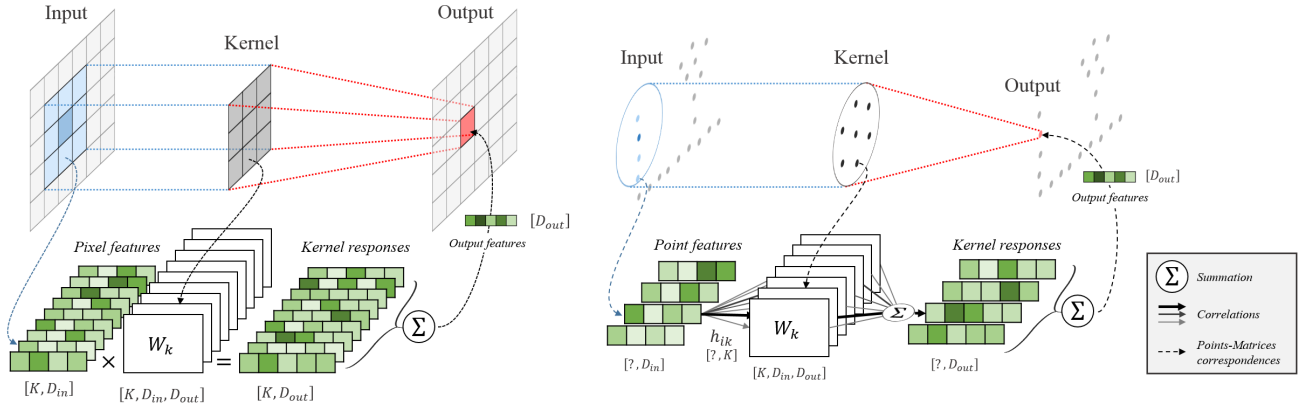 Input
Kernel
Output
[D_out]
Output features
Pixel features
Kernel responses
W_k
×
=
Σ
[K, D_in]
[K, D_in, D_out]
[K, D_out]
Input
Kernel
Output
[D_out]
Output features
Point features
Kernel responses
h_ik
[?, K]
W_k
Σ
Σ
[?, D_in]
[K, D_in, D_out]
[?, D_out]
Σ Summation
Correlations
Points-Matrices
correspondences